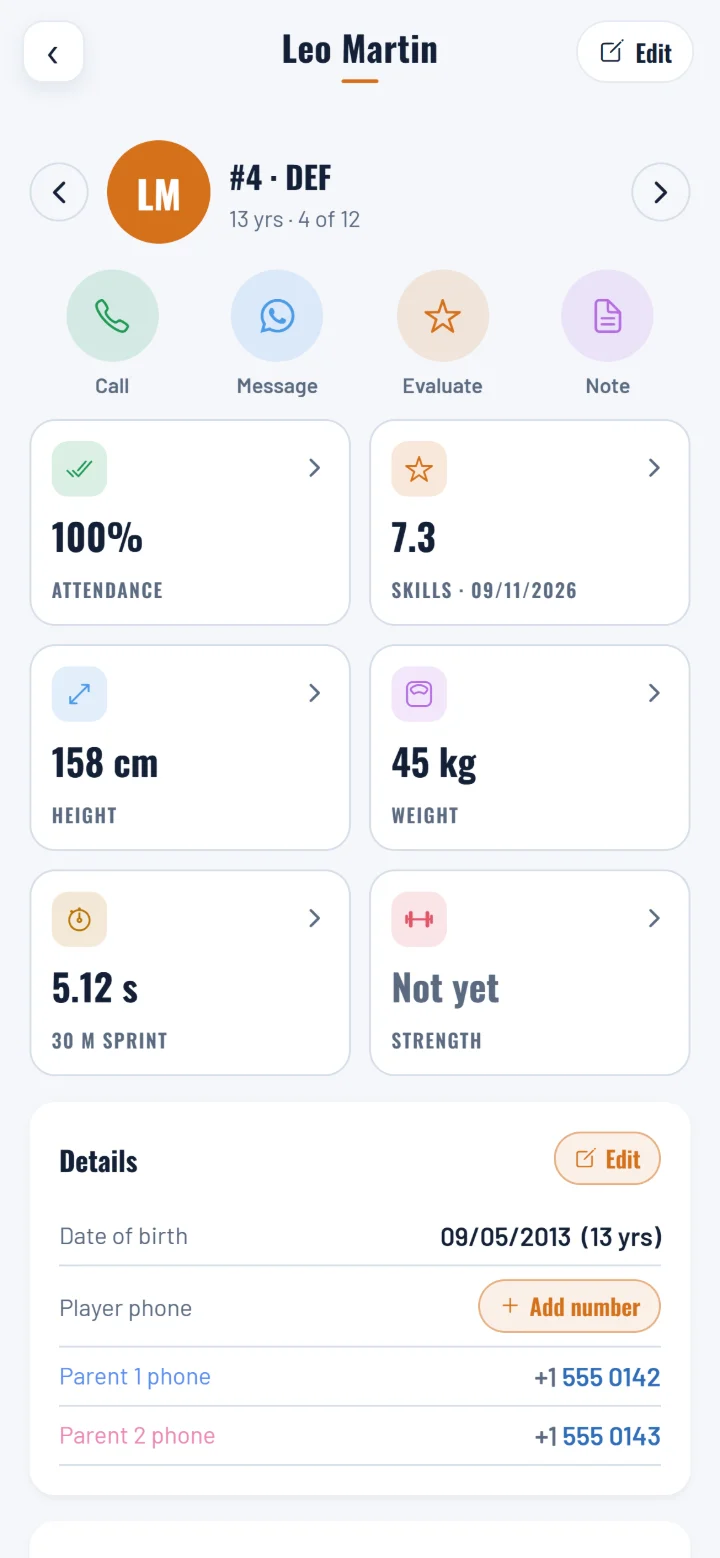 Leo Martin
Edit
LM
#4 · DEF
13 yrs · 4 of 12
Call
Message
Evaluate
Note
100%
ATTENDANCE
7.3
SKILLS · 09/11/2026
158 cm
HEIGHT
45 kg
WEIGHT
5.12 s
30 M SPRINT
Not yet
STRENGTH
Details
Edit
Date of birth
09/05/2013 (13 yrs)
Player phone
+ Add number
Parent 1 phone
+1 555 0142
Parent 2 phone
+1 555 0143